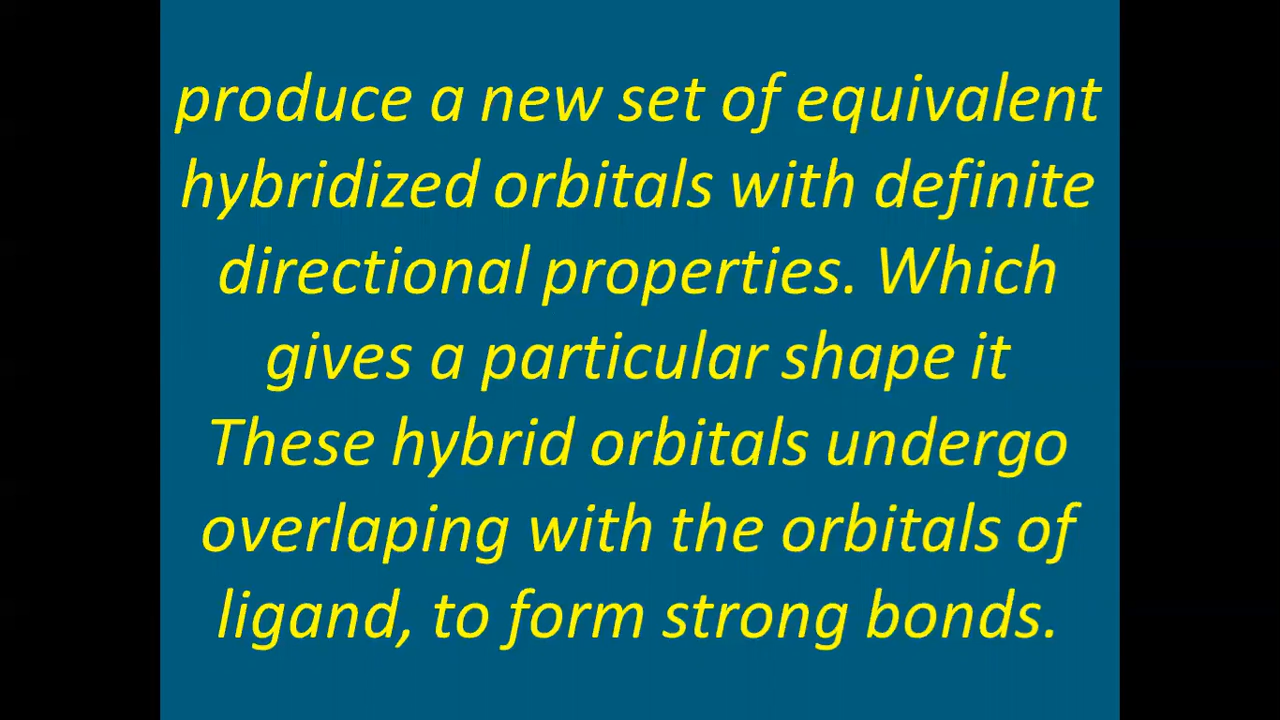 produce a new set of equivalent
hybridized orbitals with definite
directional properties. Which
gives a particular shape it
These hybrid orbitals undergo
overlaping with the orbitals of
ligand, to form strong bonds.